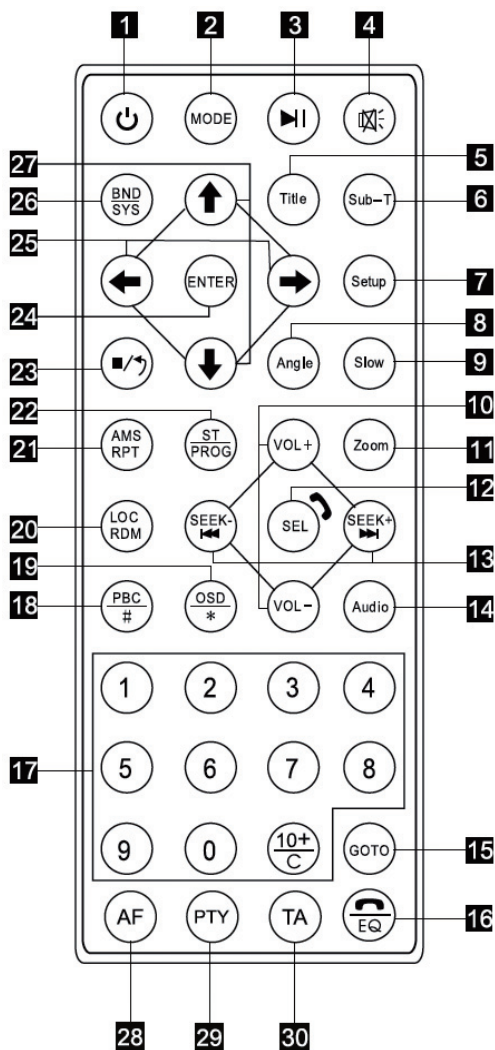 1 2 3 4
MODE
27 5
26 BND SYS Title Sub-T 6
25
ENTER Setup 7
24 8
23 Angle Slow 9
22 10
21 AMS RPT ST PROG VOL+ Zoom 11
12
20 LOC RDM SEEK- SEL SEEK+
19 13
18 PBC # OSD * VOL- Audio 14
1 2 3 4
17 5 6 7 8
9 0 10+ C GOTO 15
AF PTY TA EQ 16
28 29 30